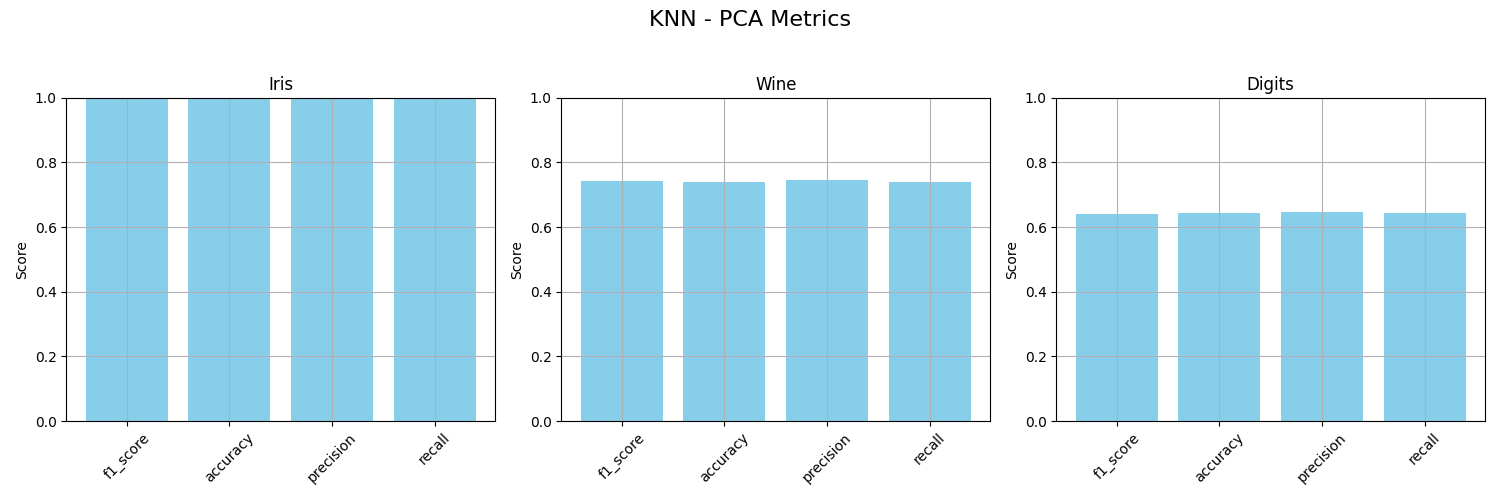 KNN - PCA Metrics
Iris
Score
1.0
0.8
0.6
0.4
0.2
0.0
f1_score
accuracy
precision
recall
Wine
Score
1.0
0.8
0.6
0.4
0.2
0.0
f1_score
accuracy
precision
recall
Digits
Score
1.0
0.8
0.6
0.4
0.2
0.0
f1_score
accuracy
precision
recall